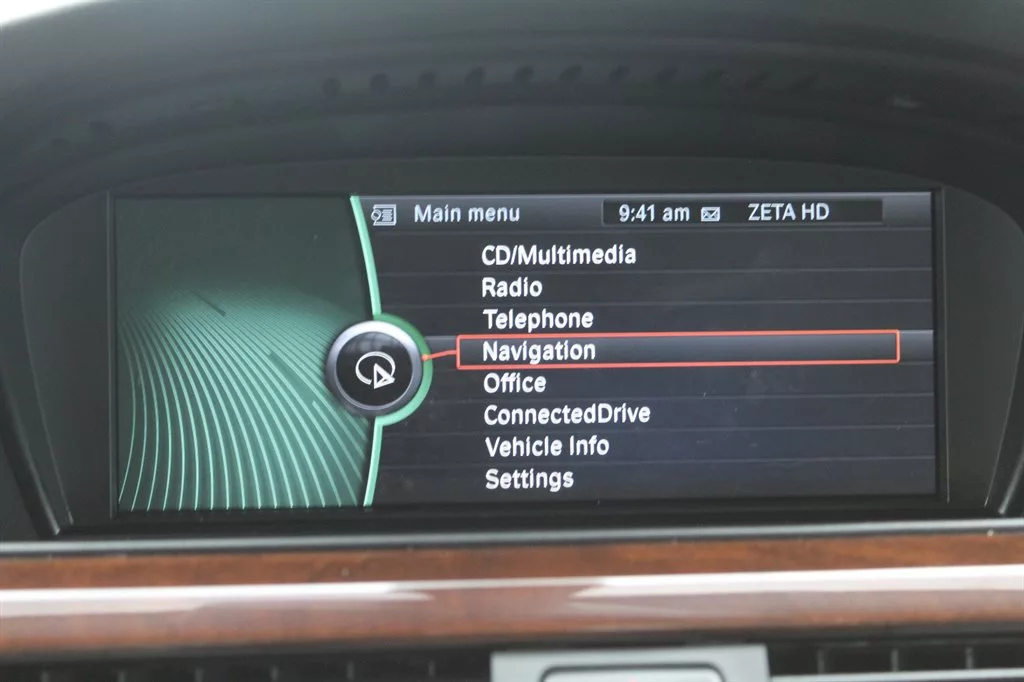 Main menu 9:41 am ZETA HD
CD/Multimedia
Radio
Telephone
Navigation
Office
ConnectedDrive
Vehicle Info
Settings